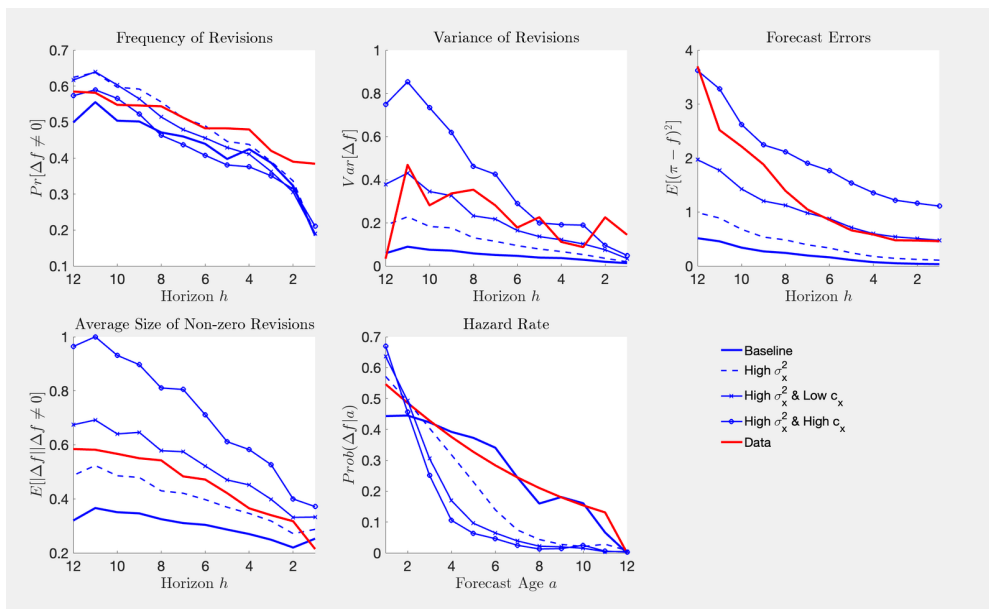 Frequency of Revisions
0.7
0.6
0.5
0.4
0.3
0.2
0.1
Pr[Δf ≠ 0]
12 10 8 6 4 2
Horizon h
Variance of Revisions
1
0.8
0.6
0.4
0.2
0
Var[Δf]
12 10 8 6 4 2
Horizon h
Forecast Errors
4
3
2
1
0
E[(π − f)²]
12 10 8 6 4 2
Horizon h
Average Size of Non-zero Revisions
1
0.8
0.6
0.4
0.2
E[|Δf||Δf ≠ 0]
12 10 8 6 4 2
Horizon h
Hazard Rate
0.7
0.6
0.5
0.4
0.3
0.2
0.1
0
Prob(Δf|a)
2 4 6 8 10 12
Forecast Age a
Baseline
High σ²ₓ
High σ²ₓ & Low cₓ
High σ²ₓ & High cₓ
Data